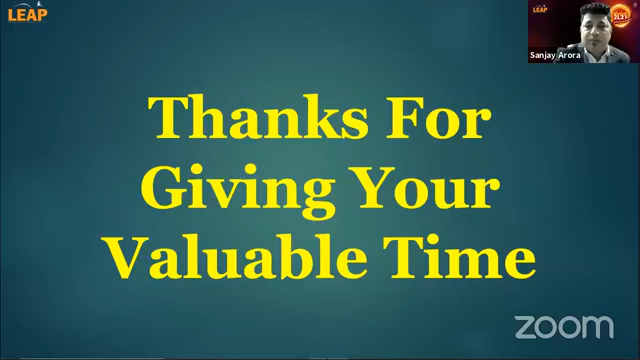 LEAP
LEAP
Sanjay Arora
Thanks For
Giving Your
Valuable Time
zoom